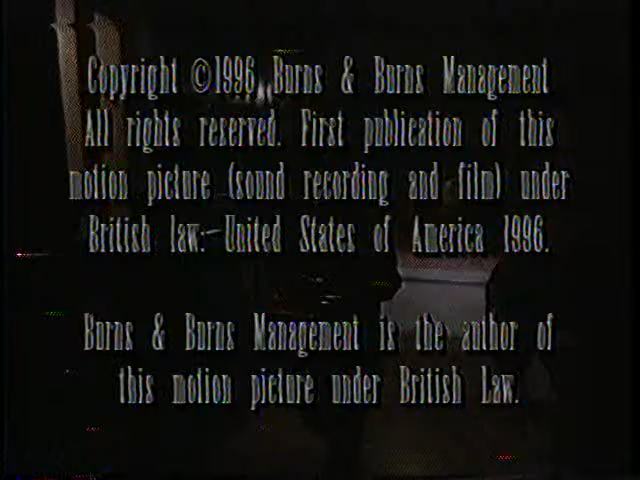 Copyright ©1996 Burns & Burns Management
All rights reserved. First publication of this
motion picture (sound recording and film) under
British law:-United States of America 1996.
Burns & Burns Management is the author of
this motion picture under British Law.